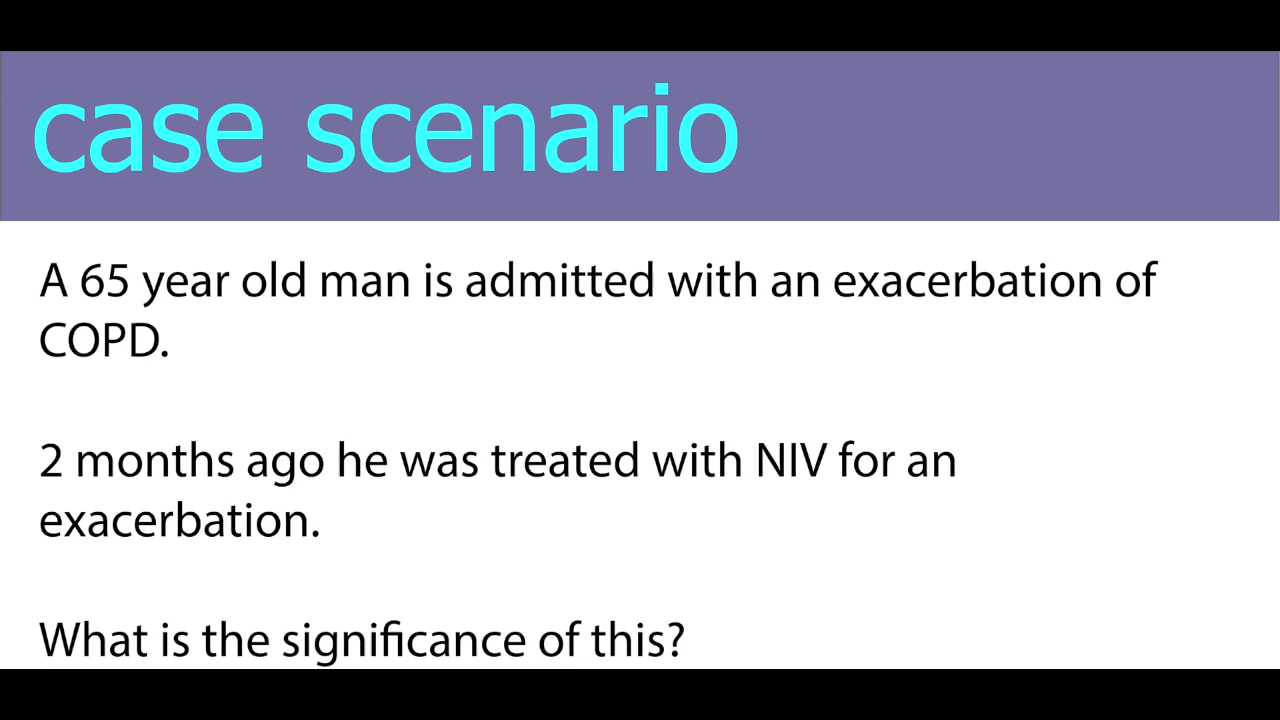 case scenario
A 65 year old man is admitted with an exacerbation of
COPD.
2 months ago he was treated with NIV for an
exacerbation.
What is the significance of this?